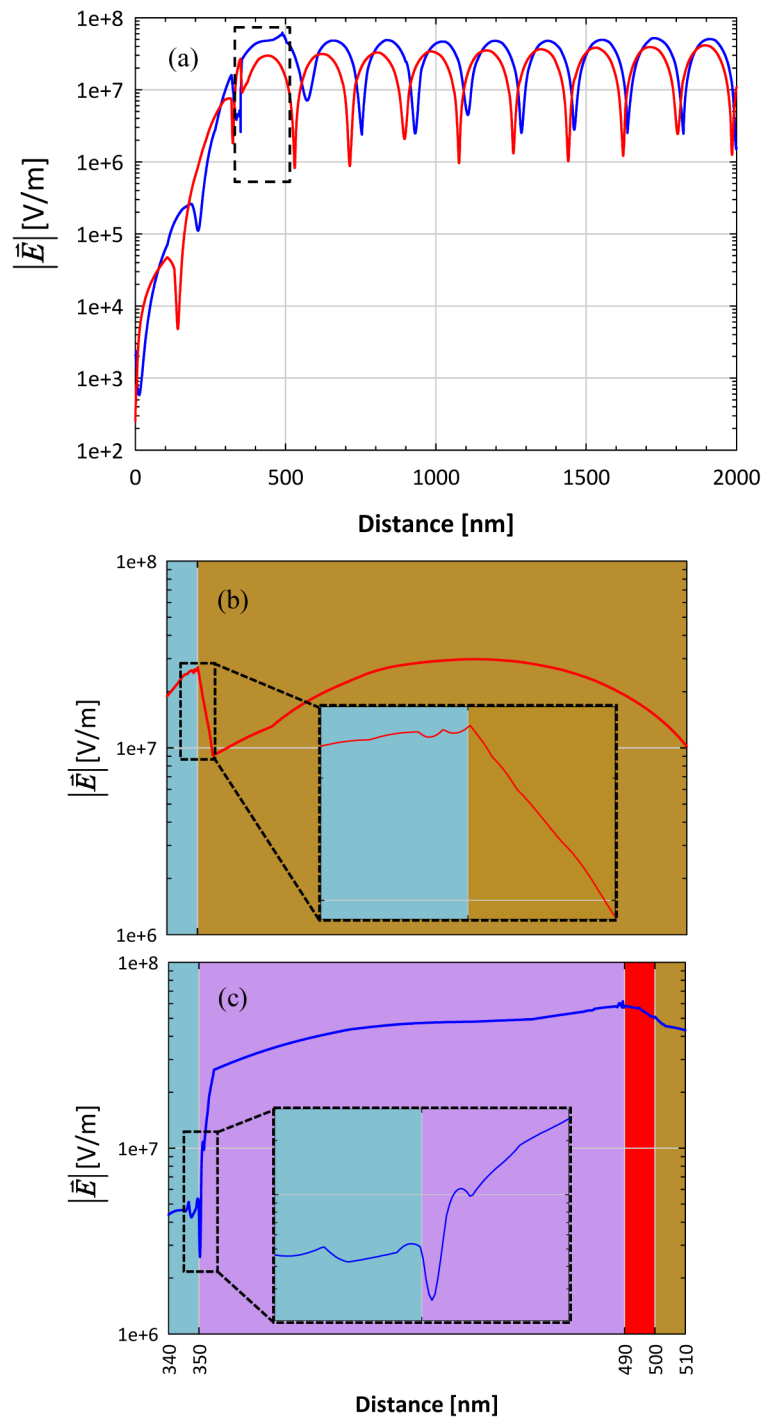 (a)
1e+8
1e+7
1e+6
1e+5
1e+4
1e+3
1e+2
|E⃗| [V/m]
0 500 1000 1500 2000
Distance [nm]
(b)
1e+8
1e+7
1e+6
|E⃗| [V/m]
(c)
1e+8
1e+7
1e+6
|E⃗| [V/m]
340 350 490 500 510
Distance [nm]